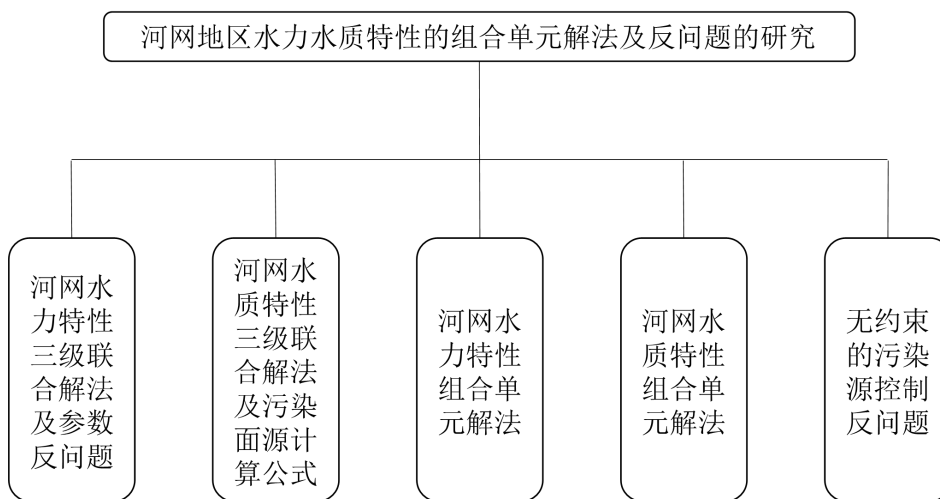 河网地区水力水质特性的组合单元解法及反问题的研究
河网水
力特性
三级联
合解法
及参数
反问题
河网水
质特性
三级联
合解法
及污染
面源计
算公式
河网水
力特性
组合单
元解法
河网水
质特性
组合单
元解法
无约束
的污染
源控制
反问题